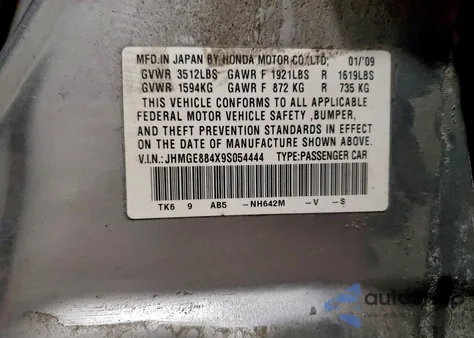 MFD.IN JAPAN BY HONDA MOTOR CO.,LTD. 01/'09
GVWR 3512LBS GAWR F 1921LBS R 1619LBS
GVWR 1594KG GAWR F 872 KG R 735 KG
THIS VEHICLE CONFORMS TO ALL APPLICABLE
FEDERAL MOTOR VEHICLE SAFETY ,BUMPER,
AND THEFT PREVENTION STANDARDS IN EFFECT
ON THE DATE OF MANUFACTURE SHOWN ABOVE.
V.I.N.: JHMGE884X9S054444 TYPE:PASSENGER CAR
TK6 9 AB5 -NH642M -V -S